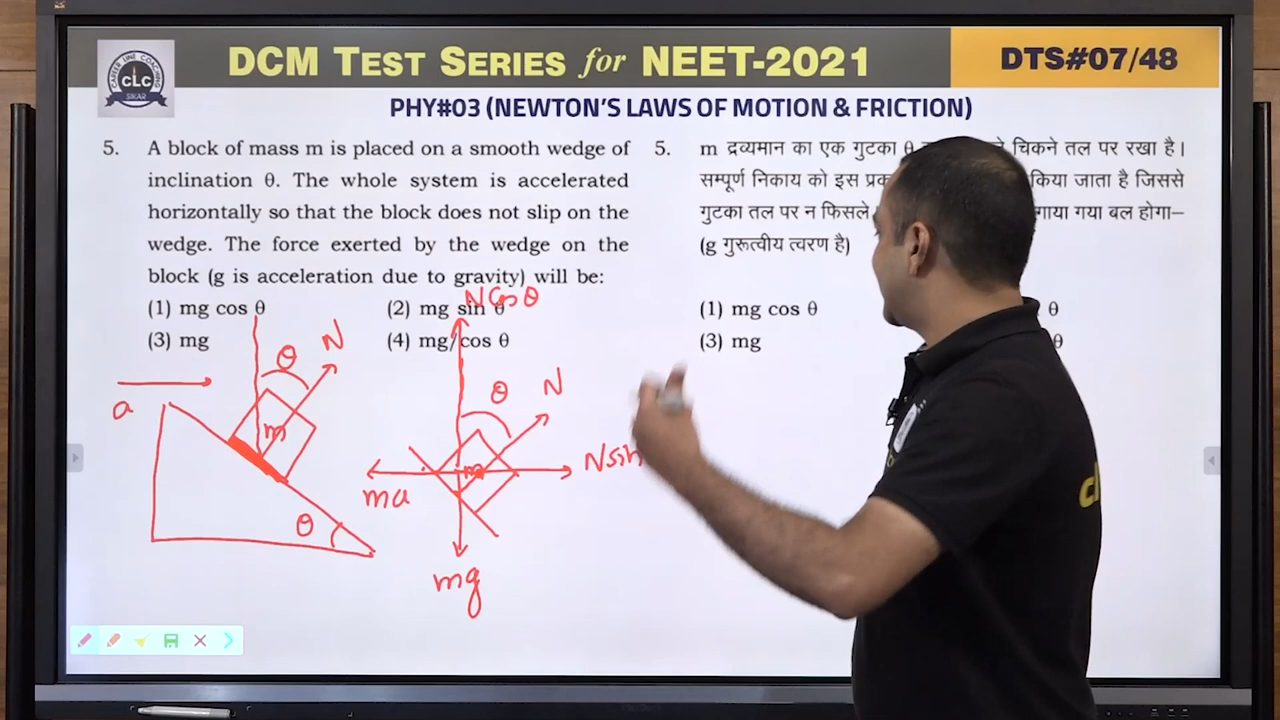 CAREER LINE COACHING
CLC
SIKAR
DCM TEST SERIES for NEET-2021
DTS#07/48
PHY#03 (NEWTON'S LAWS OF MOTION & FRICTION)
5. A block of mass m is placed on a smooth wedge of
inclination θ. The whole system is accelerated
horizontally so that the block does not slip on the
wedge. The force exerted by the wedge on the
block (g is acceleration due to gravity) will be:
(1) mg cos θ (2) mg sin θ
(3) mg (4) mg/cos θ
5. m द्रव्यमान का एक गुटका θ चिकने तल पर रखा है।
सम्पूर्ण निकाय को इस किया जाता है जिससे
गुटका तल पर न फिसले गया बल होगा–
(g गुरूत्वीय त्वरण है)
(1) mg cos θ θ
(3) mg θ
a
θ
N
m
θ
N cos θ
θ
N
m
ma
mg